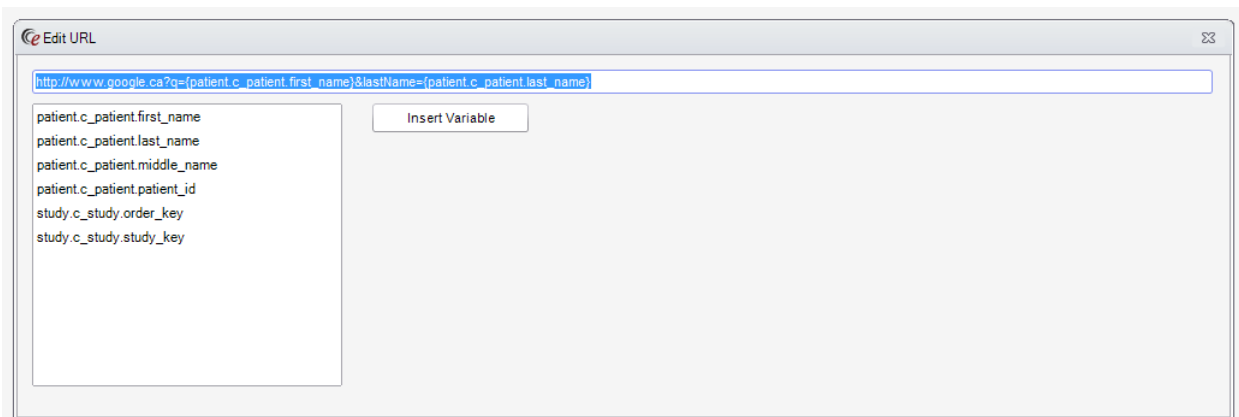 Edit URL
http://www.google.ca?q={patient.c_patient.first_name}&lastName={patient.c_patient.last_name}
patient.c_patient.first_name
Insert Variable
patient.c_patient.last_name
patient.c_patient.middle_name
patient.c_patient.patient_id
study.c_study.order_key
study.c_study.study_key